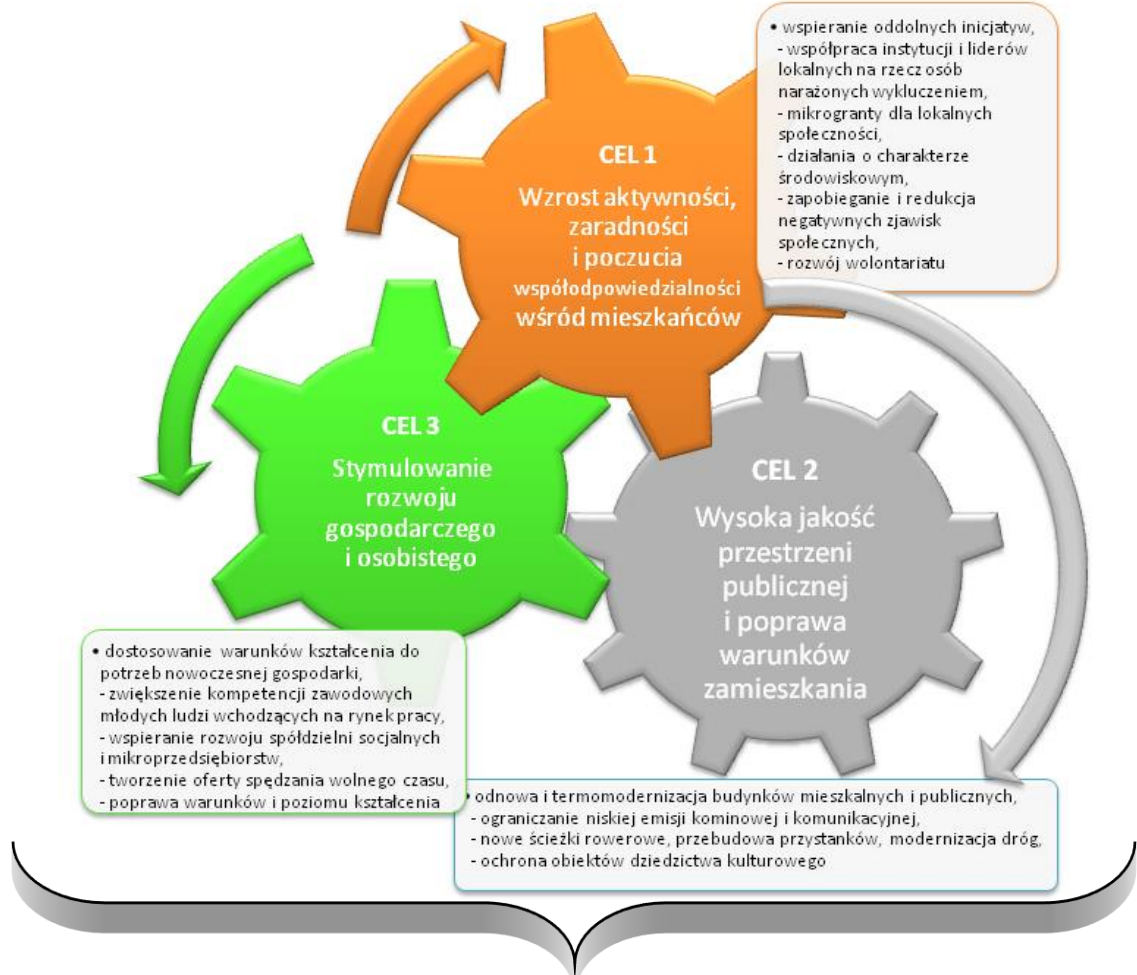 CEL 1
Wzrost aktywności,
zaradności
i poczucia
współodpowiedzialności
wśród mieszkańców
• wspieranie oddolnych inicjatyw,
- współpraca instytucji i liderów
lokalnych na rzecz osób
narażonych wykluczeniem,
- mikrogranty dla lokalnych
społeczności,
- działania o charakterze
środowiskowym,
- zapobieganie i redukcja
negatywnych zjawisk
społecznych,
- rozwój wolontariatu
CEL 2
Wysoka jakość
przestrzeni
publicznej
i poprawa
warunków
zamieszkania
• odnowa i termomodernizacja budynków mieszkalnych i publicznych,
- ograniczanie niskiej emisji kominowej i komunikacyjnej,
- nowe ścieżki rowerowe, przebudowa przystanków, modernizacja dróg,
- ochrona obiektów dziedzictwa kulturowego
CEL 3
Stymulowanie
rozwoju
gospodarczego
i osobistego
• dostosowanie warunków kształcenia do
potrzeb nowoczesnej gospodarki,
- zwiększenie kompetencji zawodowych
młodych ludzi wchodzących na rynek pracy,
- wspieranie rozwoju spółdzielni socjalnych
i mikroprzedsiębiorstw,
- tworzenie oferty spędzania wolnego czasu,
- poprawa warunków i poziomu kształcenia